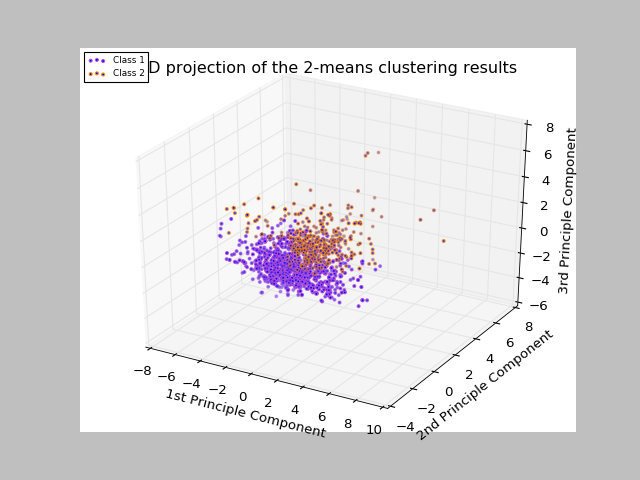 Class 1
Class 2
D projection of the 2-means clustering results
8
6
4
2
0
−2
−4
−6
3rd Principle Component
8
6
4
2
0
−2
−4
2nd Principle Component
−8 −6 −4 −2 0 2 4 6 8 10
1st Principle Component